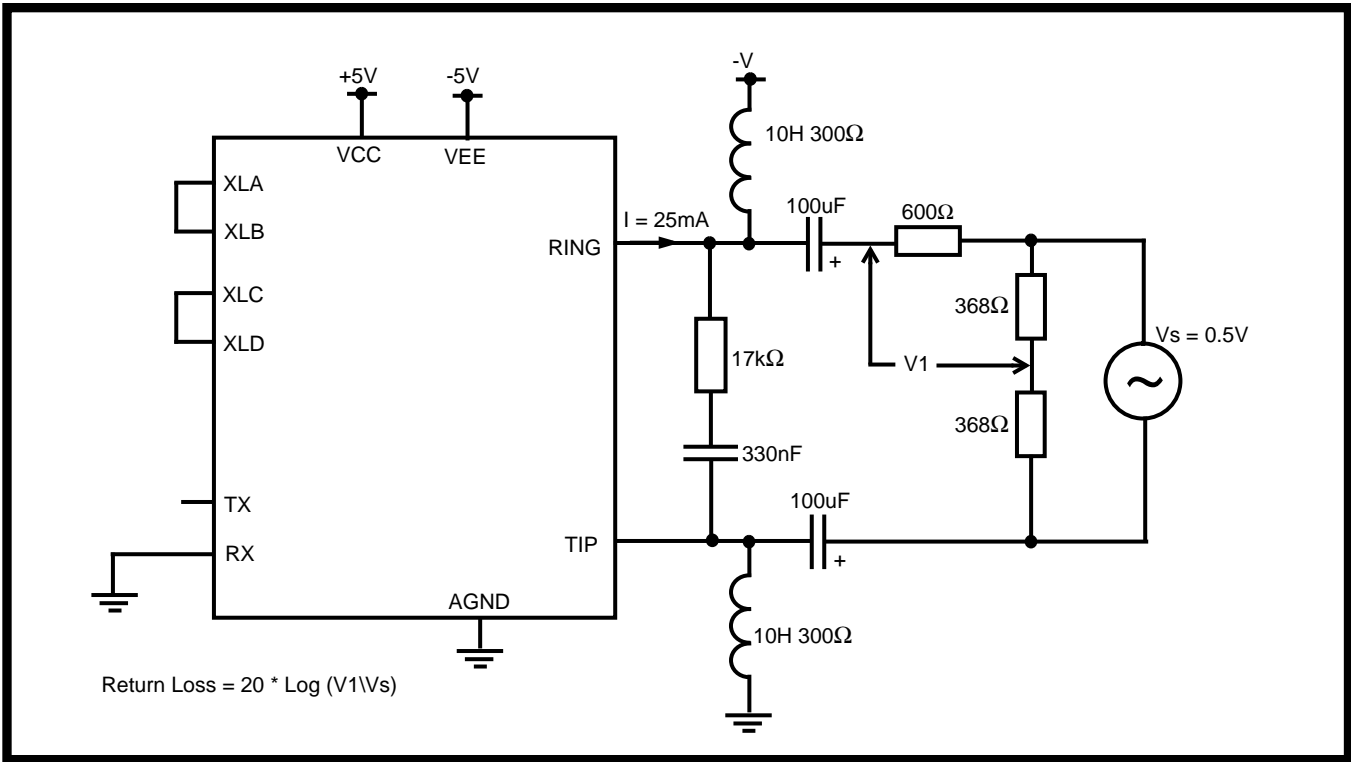 +5V
-5V
-V
VCC
VEE
10H 300Ω
XLA
XLB
XLC
XLD
RING
I = 25mA
100uF
+
600Ω
368Ω
Vs = 0.5V
V1
17kΩ
368Ω
330nF
TX
RX
TIP
100uF
+
AGND
10H 300Ω
Return Loss = 20 * Log (V1\Vs)